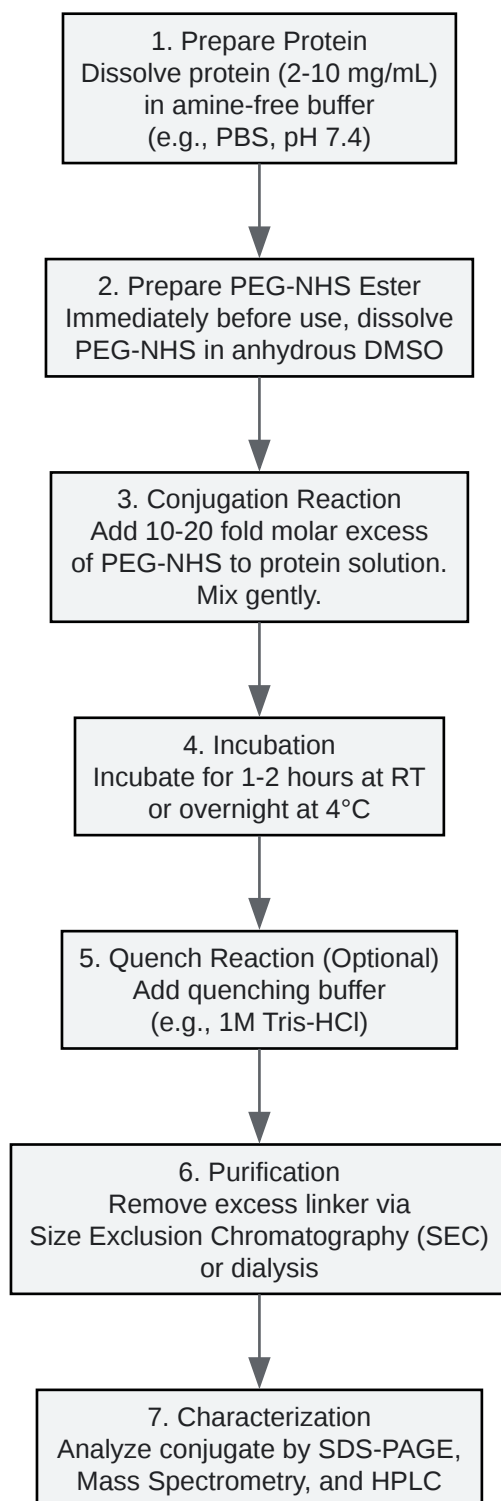 1. Prepare Protein
Dissolve protein (2-10 mg/mL)
in amine-free buffer
(e.g., PBS, pH 7.4)
2. Prepare PEG-NHS Ester
Immediately before use, dissolve
PEG-NHS in anhydrous DMSO
3. Conjugation Reaction
Add 10-20 fold molar excess
of PEG-NHS to protein solution.
Mix gently.
4. Incubation
Incubate for 1-2 hours at RT
or overnight at 4°C
5. Quench Reaction (Optional)
Add quenching buffer
(e.g., 1M Tris-HCl)
6. Purification
Remove excess linker via
Size Exclusion Chromatography (SEC)
or dialysis
7. Characterization
Analyze conjugate by SDS-PAGE,
Mass Spectrometry, and HPLC